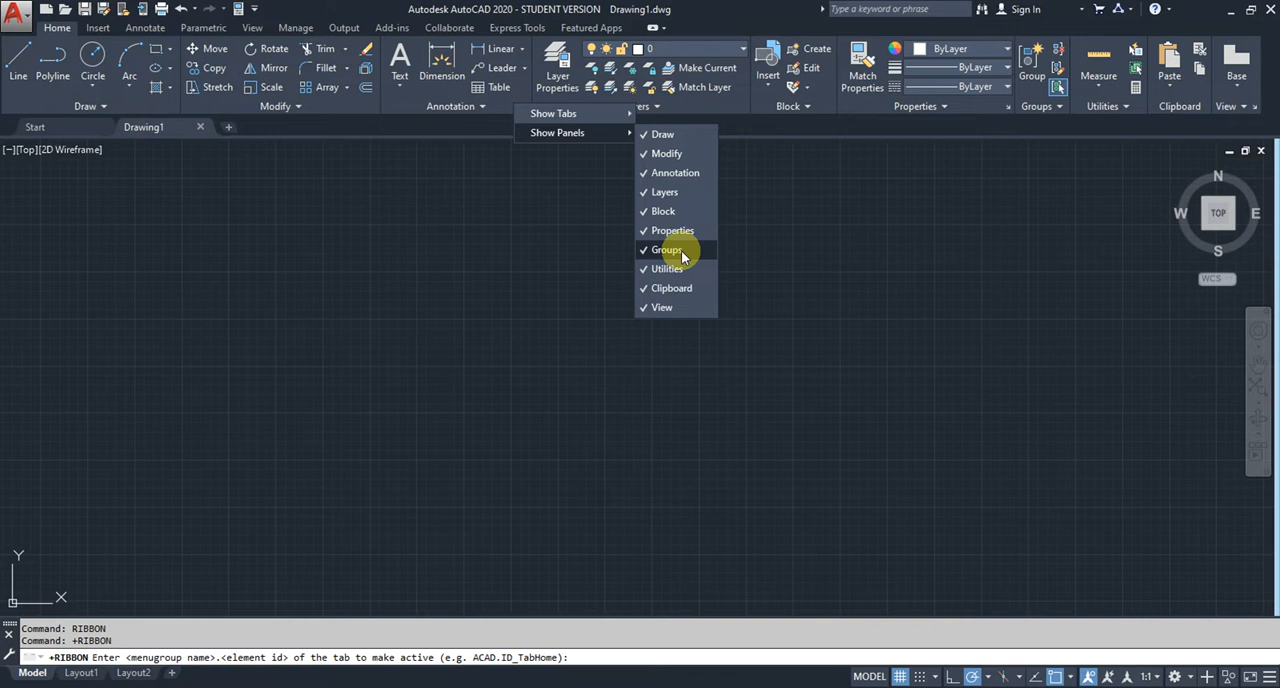 Autodesk AutoCAD 2020 - STUDENT VERSION Drawing1.dwg
Type a keyword or phrase
Sign In
Home Insert Annotate Parametric View Manage Output Add-ins Collaborate Express Tools Featured Apps
Line Polyline Circle Arc
Move Rotate Trim
Copy Mirror Fillet
Stretch Scale Array
Text Dimension
Linear
Leader
Table
Layer Properties
0
Make Current
Match Layer
Insert
Create
Edit
Match Properties
ByLayer
ByLayer
ByLayer
Group
Measure
Paste
Base
Draw Modify Annotation Block Properties Groups Utilities Clipboard View
Start Drawing1
Show Tabs
Show Panels
Draw
Modify
Annotation
Layers
Block
Properties
Groups
Utilities
Clipboard
View
[−][Top][2D Wireframe]
N
W TOP E
S
WCS
Y
X
Command: RIBBON
Command: +RIBBON
+RIBBON Enter <menugroup name>.<element id> of the tab to make active (e.g. ACAD.ID_TabHome):
Model Layout1 Layout2 +
MODEL
1:1